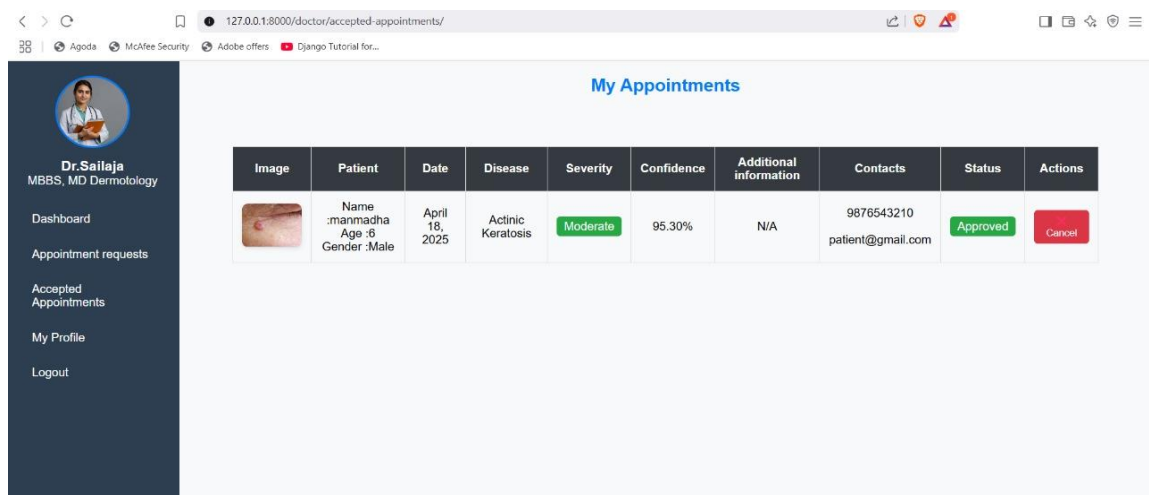 127.0.0.1:8000/doctor/accepted-appointments/
Agoda McAfee Security Adobe offers Django Tutorial for...
My Appointments
Dr.Sailaja
MBBS, MD Dermotology
Dashboard
Appointment requests
Accepted
Appointments
My Profile
Logout
Image Patient Date Disease Severity Confidence Additional information Contacts Status Actions
Name
:manmadha
Age :6
Gender :Male
April
18,
2025
Actinic
Keratosis
Moderate
95.30%
N/A
9876543210
patient@gmail.com
Approved
Cancel